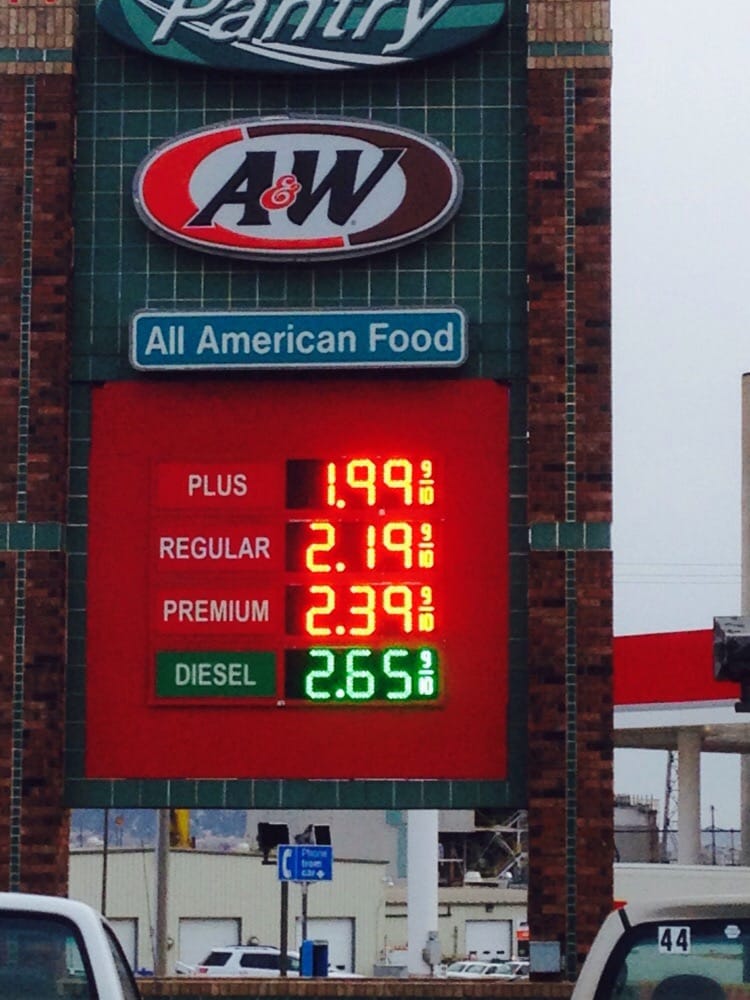 Pantry
A&W
All American Food
PLUS 1.99 9/10
REGULAR 2.19 9/10
PREMIUM 2.39 9/10
DIESEL 2.65 9/10
Phone
from
car
44